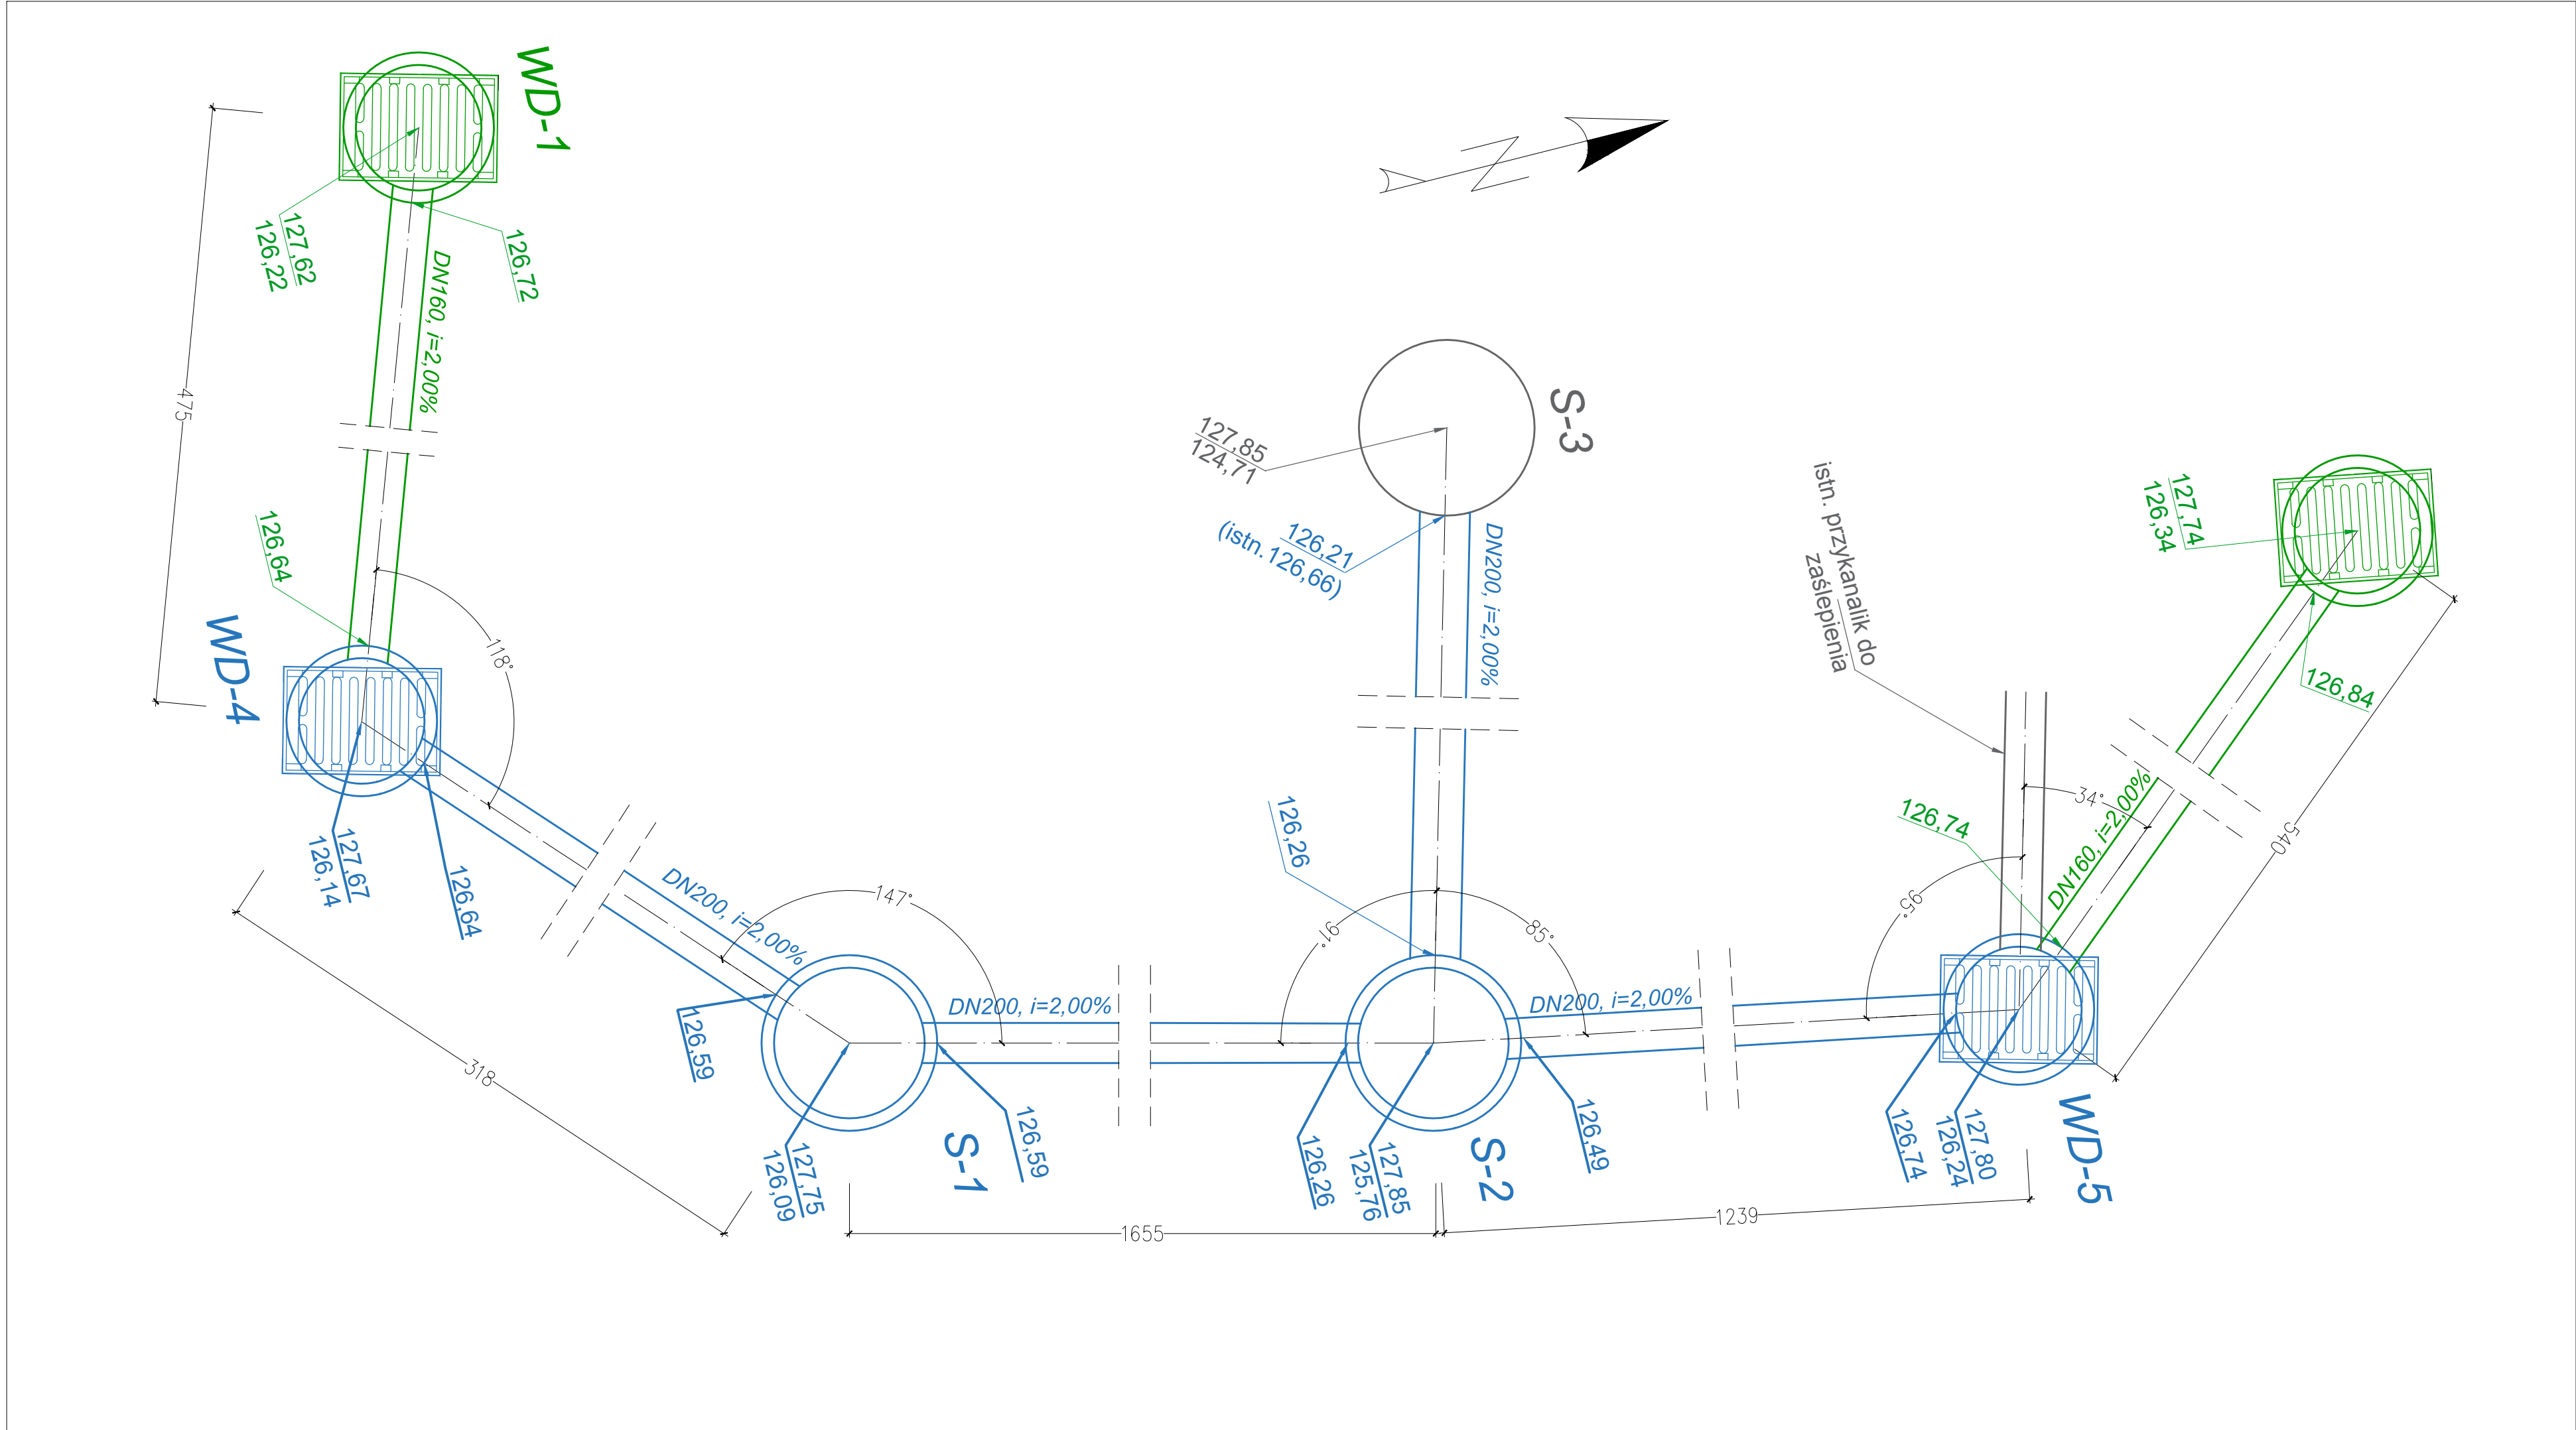 WD-1
N
127,62
126,22
126,72
DN160, i=2,00%
475
126,64
118°
WD-4
127,67
126,14
126,64
DN200, i=2,00%
318
126,59
147°
127,75
126,09
S-1
126,59
DN200, i=2,00%
1655
S-3
127,85
124,71
126,21
(istn.126,66)
DN200, i=2,00%
126,26
91°
85°
126,26
127,85
125,76
S-2
126,49
DN200, i=2,00%
1239
istn. przykanalik do
zaślepienia
95°
34°
126,74
DN160, i=2,00%
127,74
126,34
126,84
540
126,74
127,80
126,24
WD-5